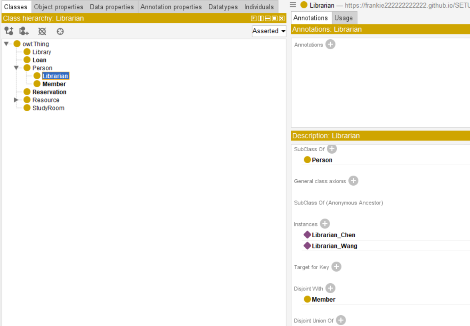 Classes Object properties Data properties Annotation properties Datatypes Individuals
Class hierarchy: Librarian
Asserted
owl:Thing
Library
Loan
Person
Librarian
Member
Reservation
Resource
StudyRoom
Librarian — https://frankie222222222222.github.io/SETU
Annotations Usage
Annotations: Librarian
Annotations
Description: Librarian
SubClass Of
Person
General class axioms
SubClass Of (Anonymous Ancestor)
Instances
Librarian_Chen
Librarian_Wang
Target for Key
Disjoint With
Member
Disjoint Union Of